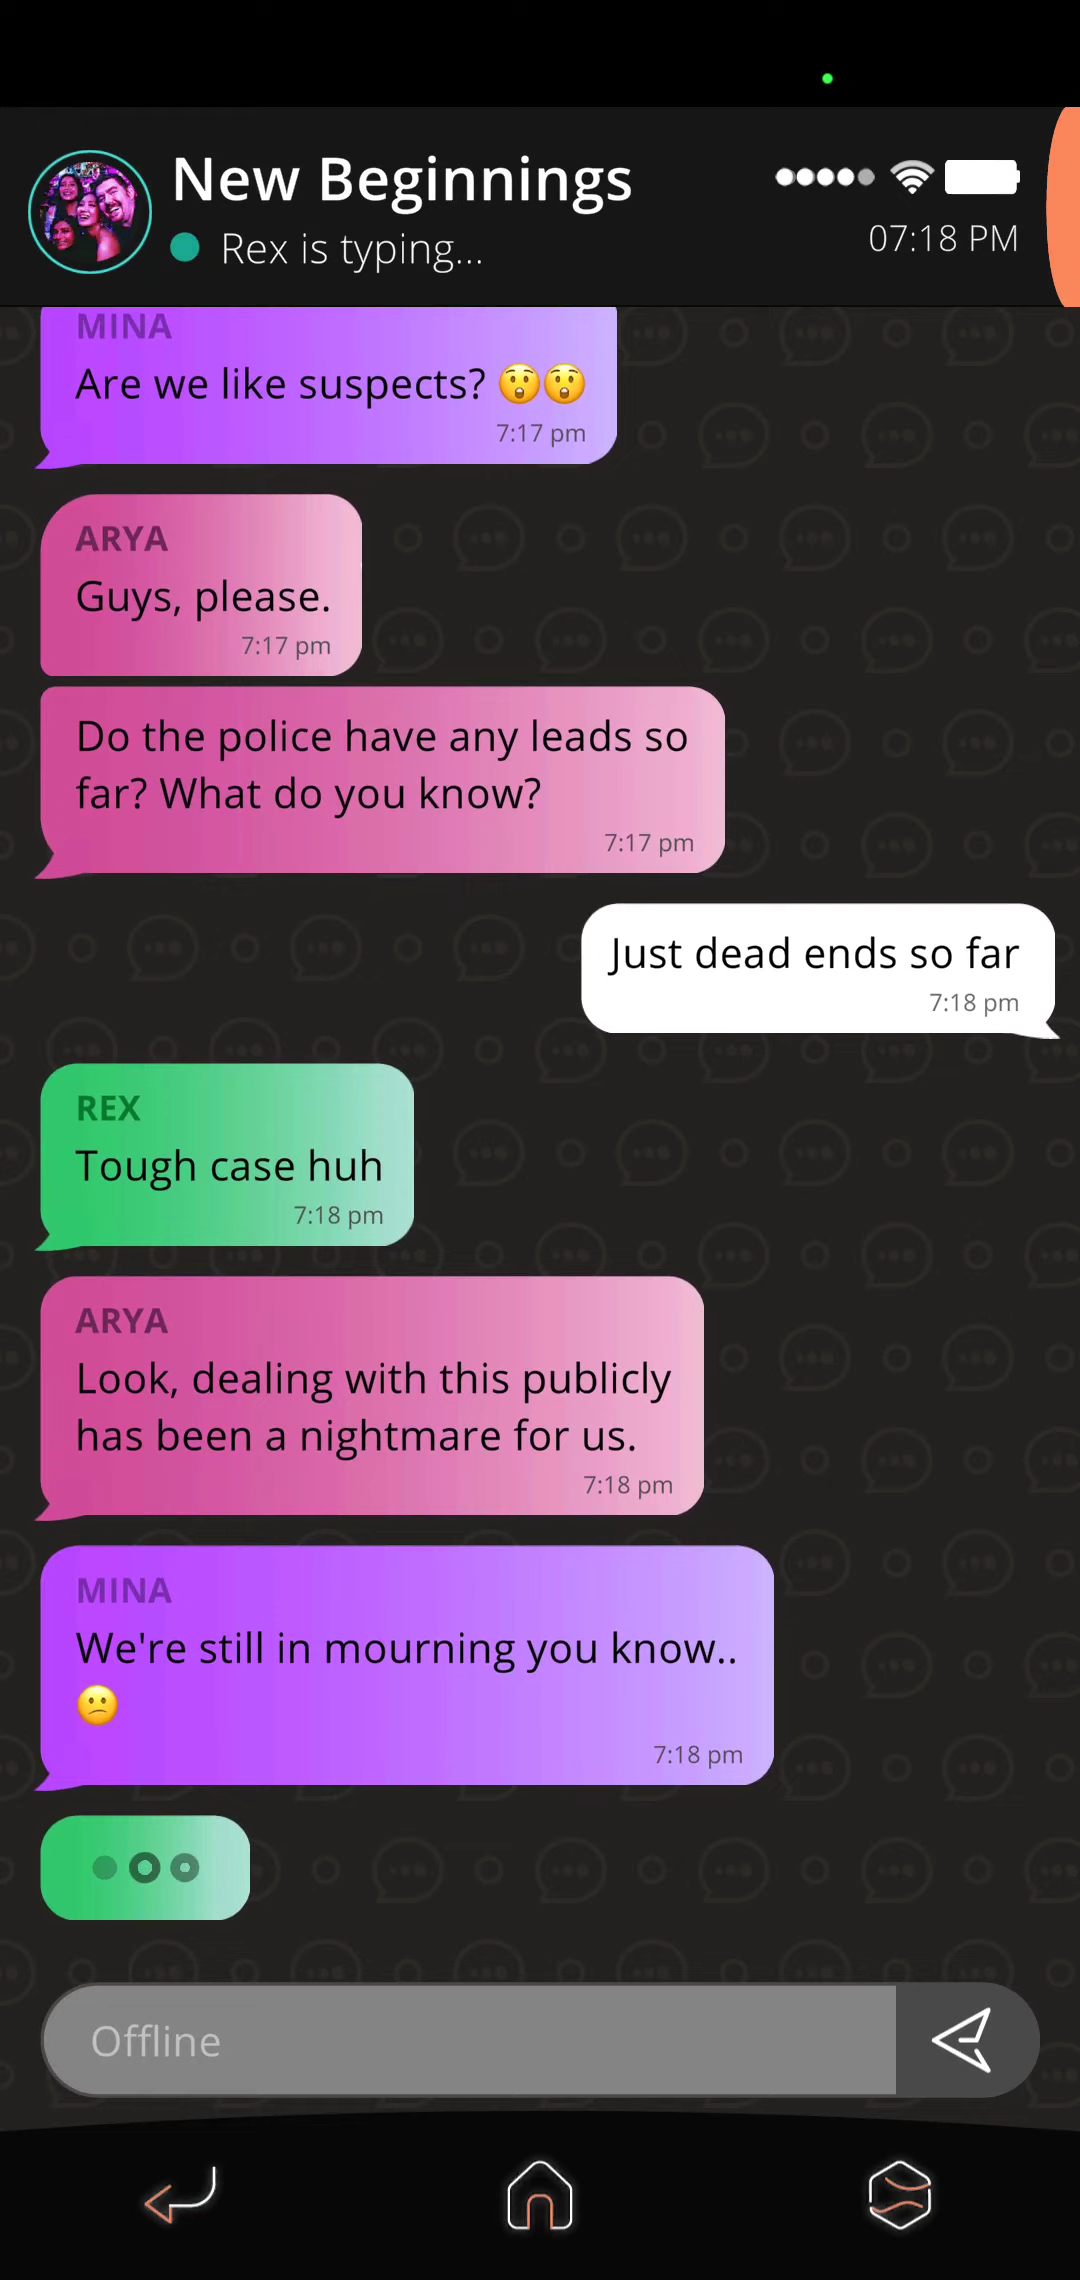 New Beginnings
Rex is typing...
07:18 PM
MINA
Are we like suspects? 😲😲
7:17 pm
ARYA
Guys, please.
7:17 pm
Do the police have any leads so
far? What do you know?
7:17 pm
Just dead ends so far
7:18 pm
REX
Tough case huh
7:18 pm
ARYA
Look, dealing with this publicly
has been a nightmare for us.
7:18 pm
MINA
We're still in mourning you know..
😕
7:18 pm
Offline